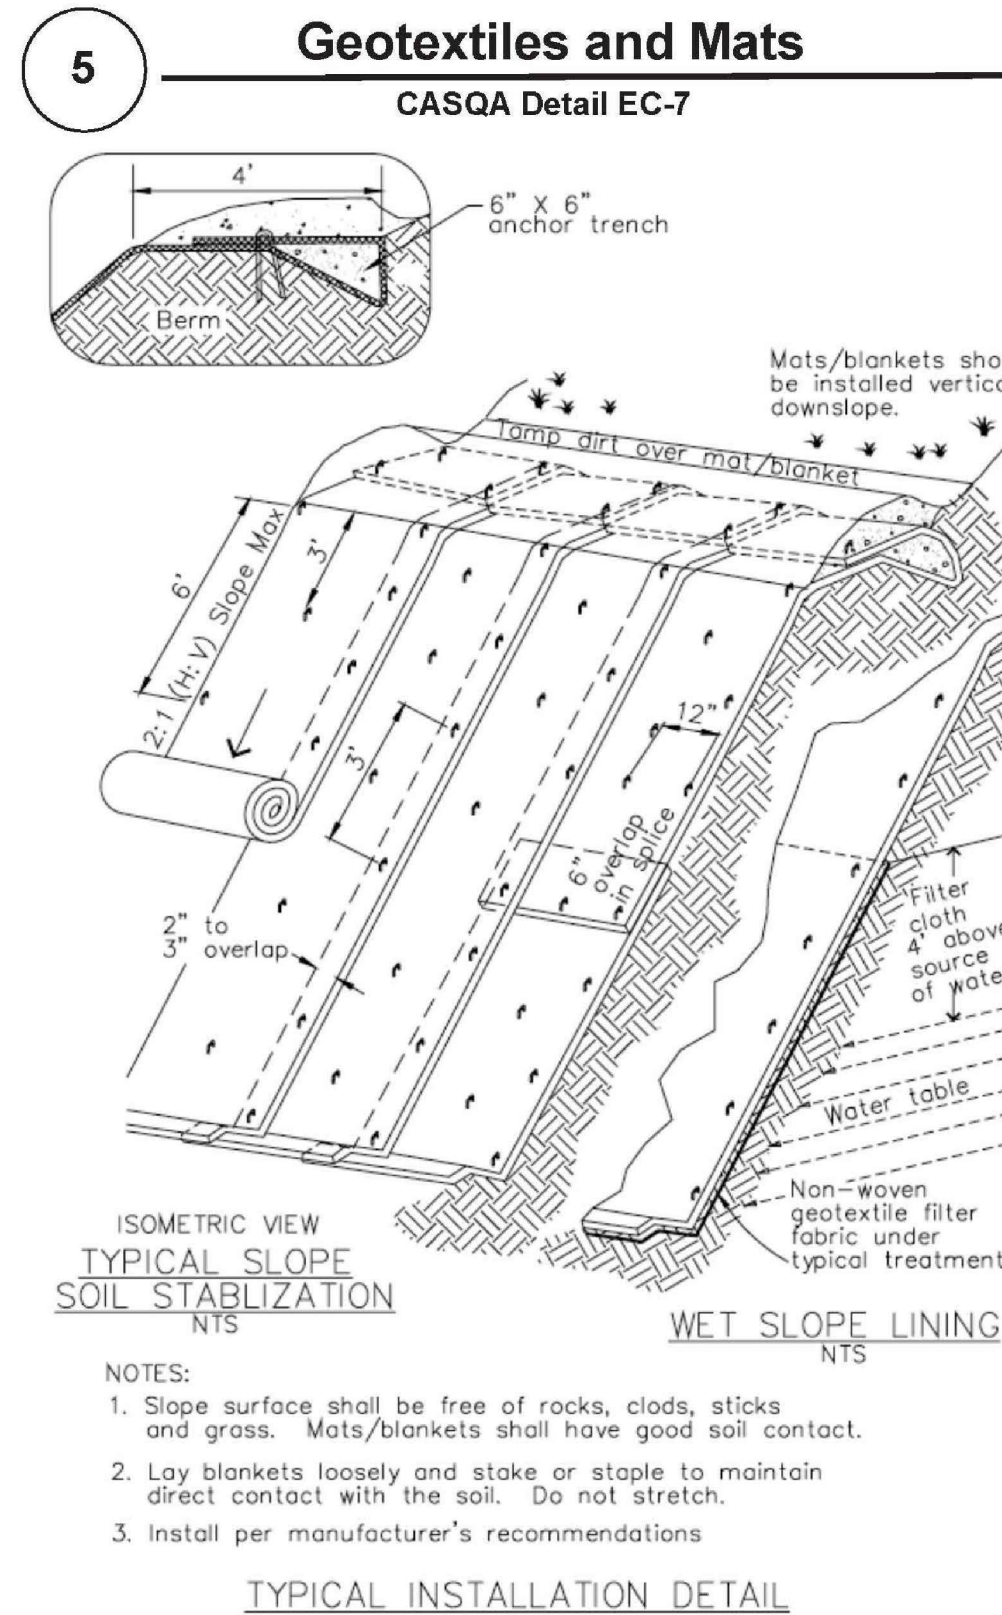 5
Geotextiles and Mats
CASQA Detail EC-7
4'
6" X 6"
anchor trench
Berm
Mats/blankets sho
be installed vertica
downslope.
Tamp dirt over mat/blanket
6'
3'
2:1 (H:V) Slope Max
12"
3'
6"
overlap
in splice
2" to
3" overlap
Filter
cloth
4' above
source
of wate
Water table
Non-woven
geotextile filter
fabric under
typical treatment
ISOMETRIC VIEW
TYPICAL SLOPE
SOIL STABLIZATION
NTS
WET SLOPE LINING
NTS
NOTES:
1. Slope surface shall be free of rocks, clods, sticks
and grass. Mats/blankets shall have good soil contact.
2. Lay blankets loosely and stake or staple to maintain
direct contact with the soil. Do not stretch.
3. Install per manufacturer's recommendations
TYPICAL INSTALLATION DETAIL